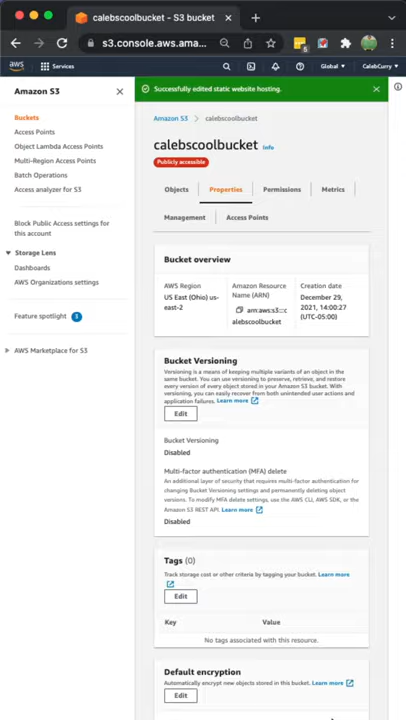 calebscoolbucket - S3 bucket
s3.console.aws.ama...
aws
Services
Global
CalebCurry
Amazon S3
Buckets
Access Points
Object Lambda Access Points
Multi-Region Access Points
Batch Operations
Access analyzer for S3
Block Public Access settings for
this account
Storage Lens
Dashboards
AWS Organizations settings
Feature spotlight 3
AWS Marketplace for S3
Successfully edited static website hosting.
Amazon S3 > calebscoolbucket
calebscoolbucket Info
Publicly accessible
Objects Properties Permissions Metrics
Management Access Points
Bucket overview
AWS Region
US East (Ohio) us-
east-2
Amazon Resource
Name (ARN)
arn:aws:s3:::c
alebscoolbucket
Creation date
December 29,
2021, 14:00:27
(UTC-05:00)
Bucket Versioning
Versioning is a means of keeping multiple variants of an object in the
same bucket. You can use versioning to preserve, retrieve, and restore
every version of every object stored in your Amazon S3 bucket. With
versioning, you can easily recover from both unintended user actions and
application failures. Learn more
Edit
Bucket Versioning
Disabled
Multi-factor authentication (MFA) delete
An additional layer of security that requires multi-factor authentication for
changing Bucket Versioning settings and permanently deleting object
versions. To modify MFA delete settings, use the AWS CLI, AWS SDK, or the
Amazon S3 REST API. Learn more
Disabled
Tags (0)
Track storage cost or other criteria by tagging your bucket. Learn more
Edit
Key Value
No tags associated with this resource.
Default encryption
Automatically encrypt new objects stored in this bucket. Learn more
Edit